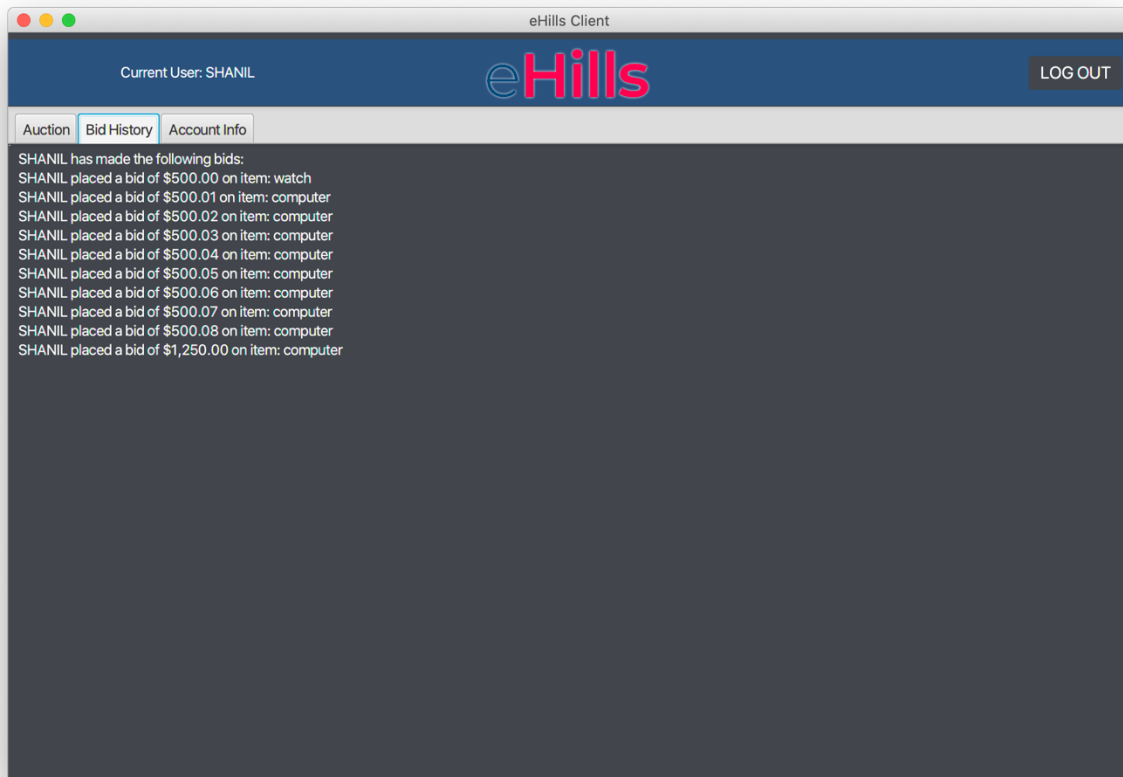 eHills Client
Current User: SHANIL
eHills
LOG OUT
Auction
Bid History
Account Info
SHANIL has made the following bids:
SHANIL placed a bid of $500.00 on item: watch
SHANIL placed a bid of $500.01 on item: computer
SHANIL placed a bid of $500.02 on item: computer
SHANIL placed a bid of $500.03 on item: computer
SHANIL placed a bid of $500.04 on item: computer
SHANIL placed a bid of $500.05 on item: computer
SHANIL placed a bid of $500.06 on item: computer
SHANIL placed a bid of $500.07 on item: computer
SHANIL placed a bid of $500.08 on item: computer
SHANIL placed a bid of $1,250.00 on item: computer